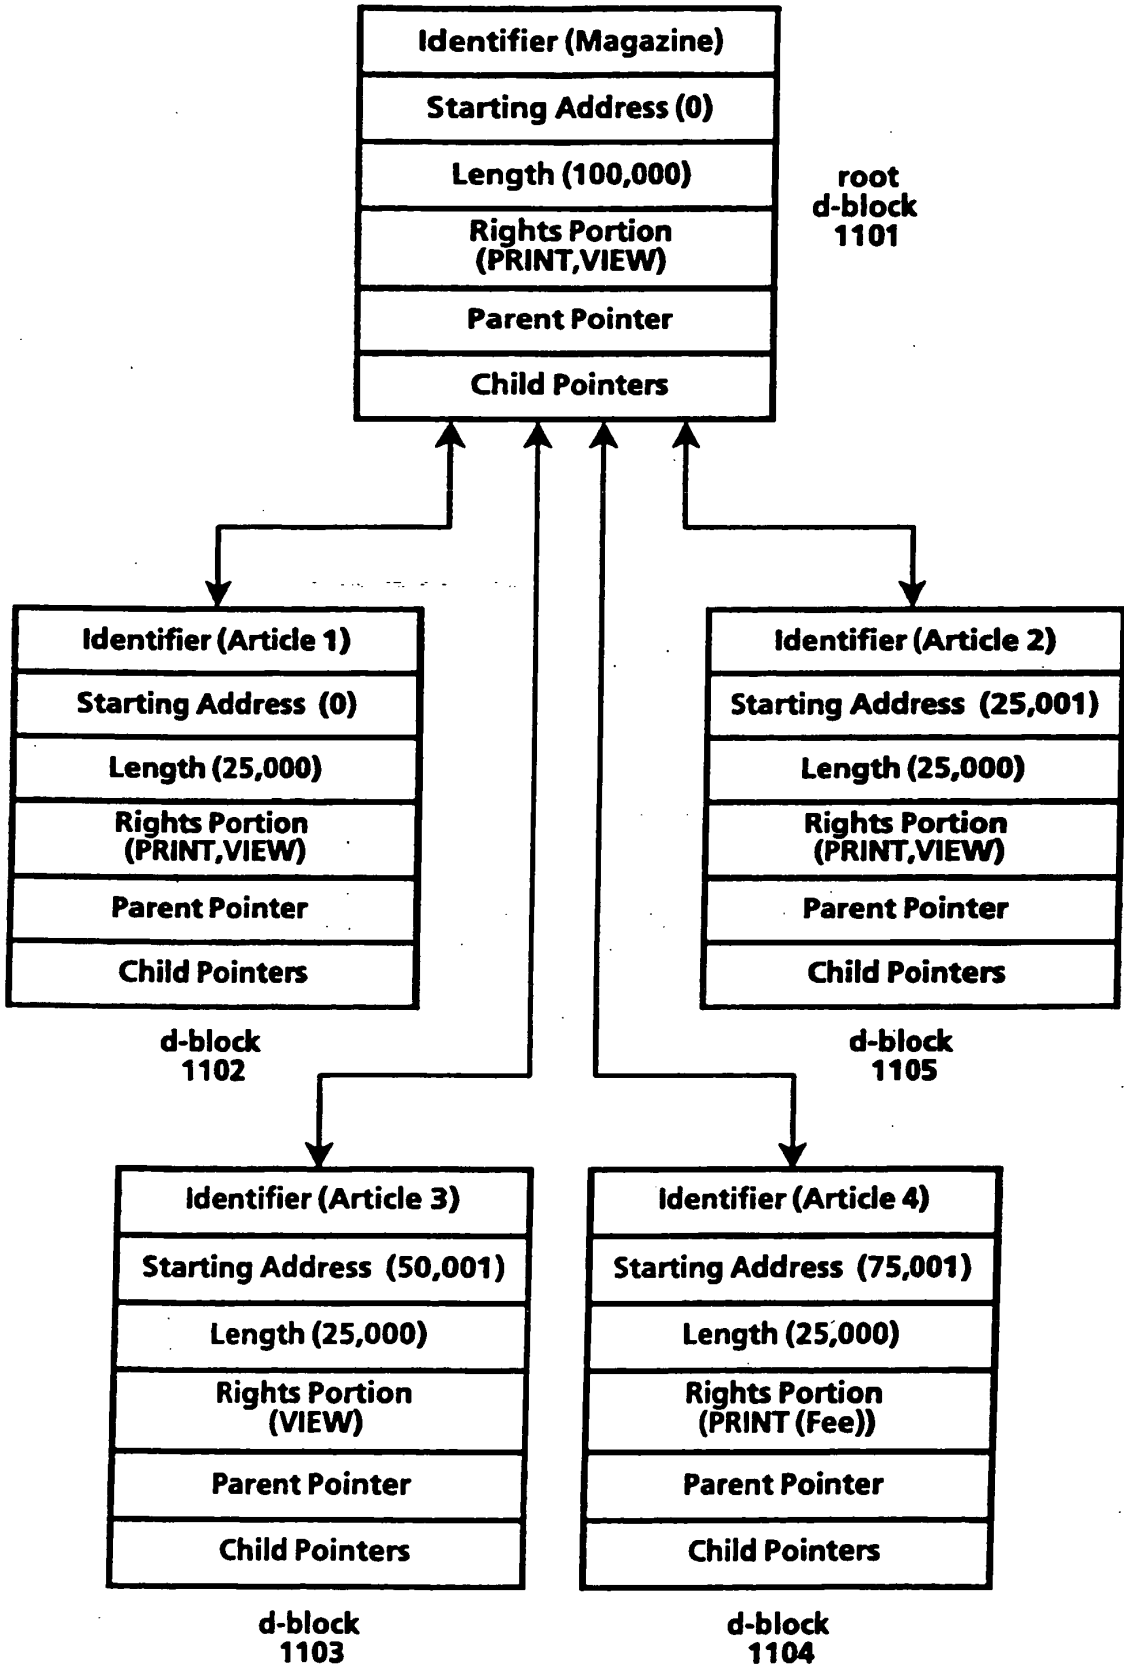 Identifier (Magazine)
Starting Address (0)
Length (100,000)
Rights Portion
(PRINT,VIEW)
Parent Pointer
Child Pointers
root
d-block
1101
Identifier (Article 1)
Starting Address (0)
Length (25,000)
Rights Portion
(PRINT,VIEW)
Parent Pointer
Child Pointers
d-block
1102
Identifier (Article 2)
Starting Address (25,001)
Length (25,000)
Rights Portion
(PRINT,VIEW)
Parent Pointer
Child Pointers
d-block
1105
Identifier (Article 3)
Starting Address (50,001)
Length (25,000)
Rights Portion
(VIEW)
Parent Pointer
Child Pointers
d-block
1103
Identifier (Article 4)
Starting Address (75,001)
Length (25,000)
Rights Portion
(PRINT (Fee))
Parent Pointer
Child Pointers
d-block
1104